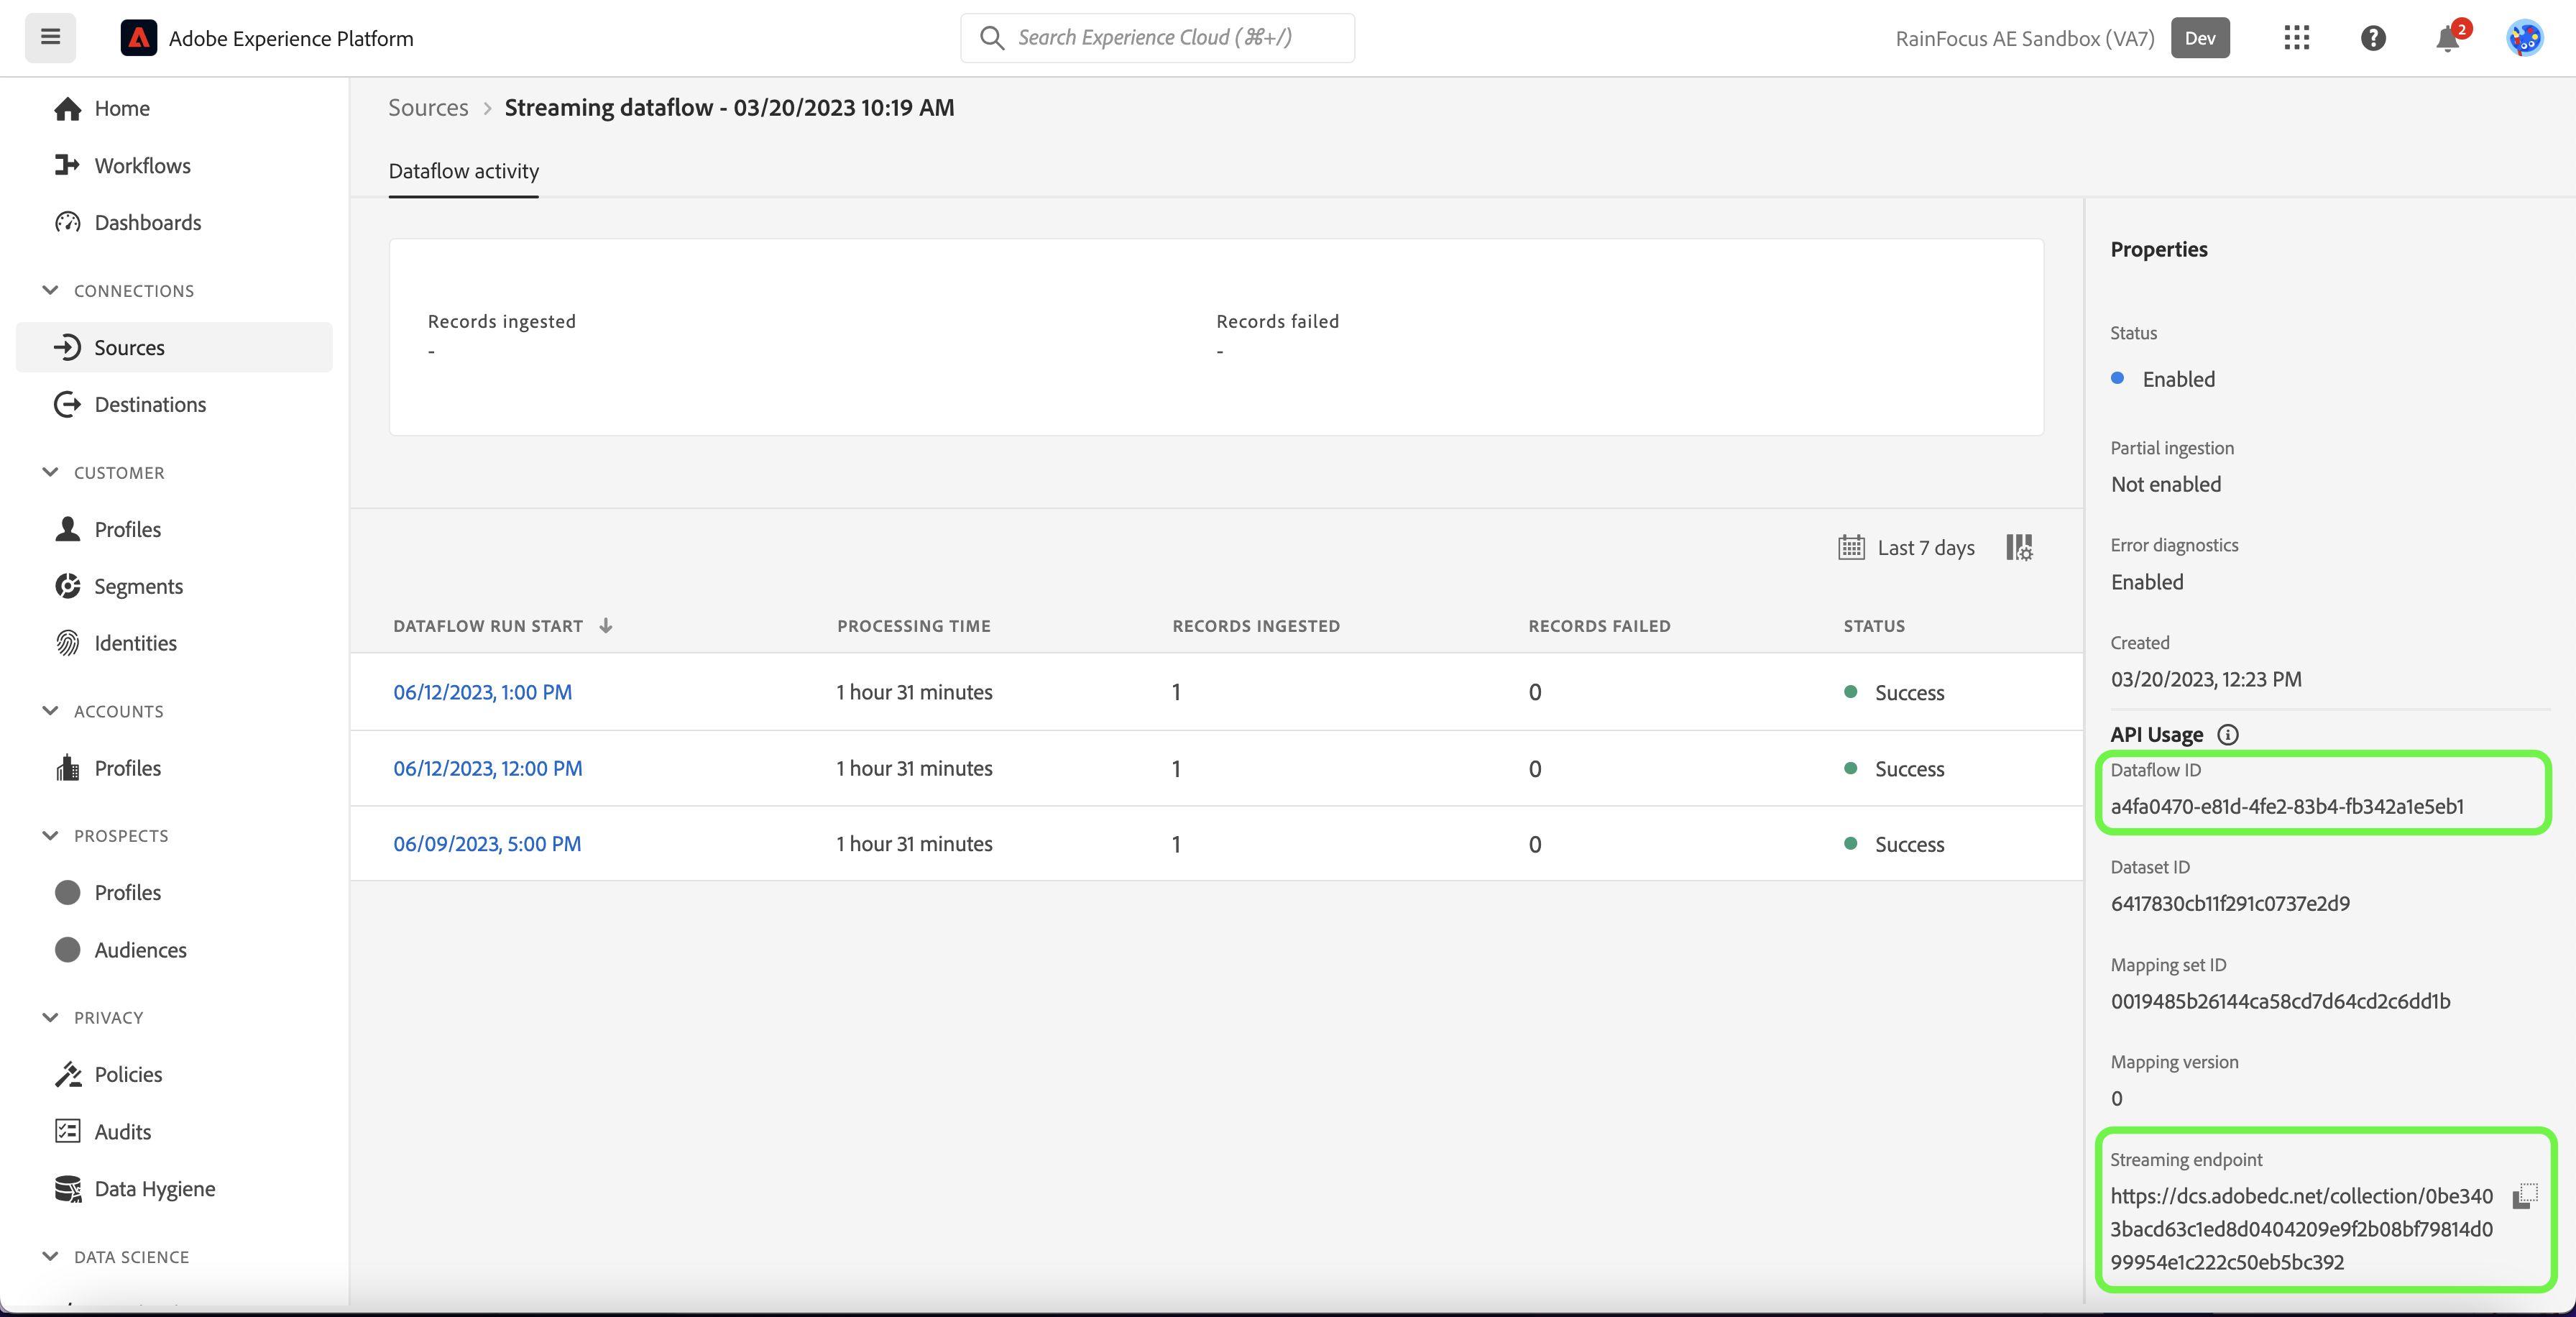 Adobe Experience Platform
Search Experience Cloud (⌘+/)
RainFocus AE Sandbox (VA7)
Dev
2
Home
Workflows
Dashboards
CONNECTIONS
Sources
Destinations
CUSTOMER
Profiles
Segments
Identities
ACCOUNTS
Profiles
PROSPECTS
Profiles
Audiences
PRIVACY
Policies
Audits
Data Hygiene
DATA SCIENCE
Sources > Streaming dataflow - 03/20/2023 10:19 AM
Dataflow activity
Records ingested
-
Records failed
-
Last 7 days
DATAFLOW RUN START PROCESSING TIME RECORDS INGESTED RECORDS FAILED STATUS
06/12/2023, 1:00 PM 1 hour 31 minutes 1 0 Success
06/12/2023, 12:00 PM 1 hour 31 minutes 1 0 Success
06/09/2023, 5:00 PM 1 hour 31 minutes 1 0 Success
Properties
Status
Enabled
Partial ingestion
Not enabled
Error diagnostics
Enabled
Created
03/20/2023, 12:23 PM
API Usage
Dataflow ID
a4fa0470-e81d-4fe2-83b4-fb342a1e5eb1
Dataset ID
6417830cb11f291c0737e2d9
Mapping set ID
0019485b26144ca58cd7d64cd2c6dd1b
Mapping version
0
Streaming endpoint
https://dcs.adobedc.net/collection/0be340
3bacd63c1ed8d0404209e9f2b08bf79814d0
99954e1c222c50eb5bc392